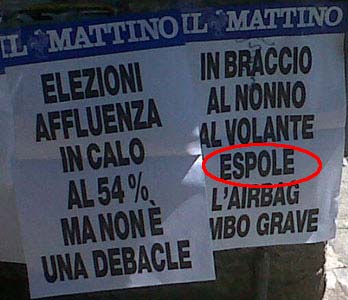 IL MATTINO
ELEZIONI
AFFLUENZA
IN CALO
AL 54%
MA NON È
UNA DEBACLE
IL MATTINO
IN BRACCIO
AL NONNO
AL VOLANTE
ESPOLE
L'AIRBAG
MBO GRAVE